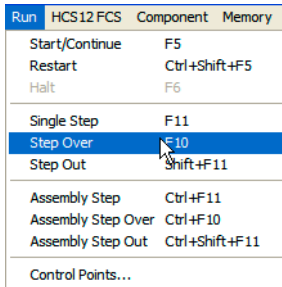 Run HCS12 FCS Component Memory
Start/Continue F5
Restart Ctrl+Shift+F5
Halt F6
Single Step F11
Step Over F10
Step Out Shift+F11
Assembly Step Ctrl+F11
Assembly Step Over Ctrl+F10
Assembly Step Out Ctrl+Shift+F11
Control Points...